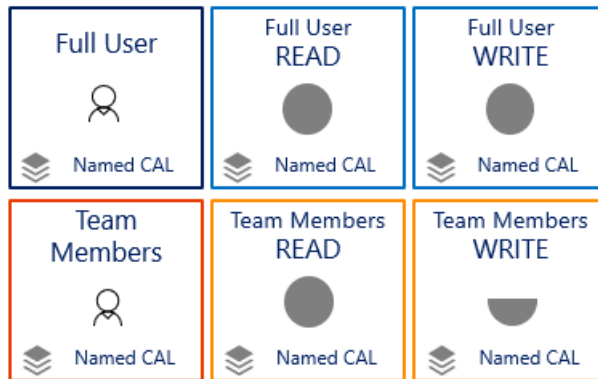 Full User
Named CAL
Full User
READ
Named CAL
Full User
WRITE
Named CAL
Team
Members
Named CAL
Team Members
READ
Named CAL
Team Members
WRITE
Named CAL